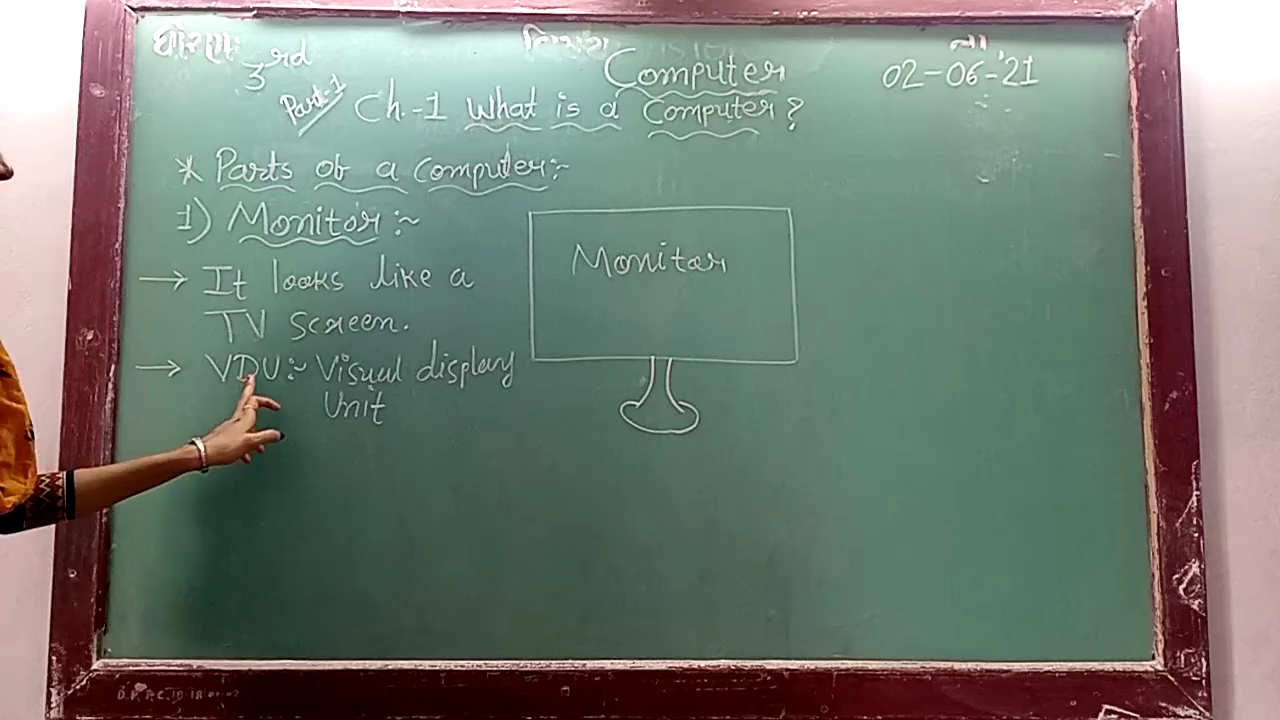 ધોરણ: 3rd વિષય Computer તા 02-06-'21
Part-1 Ch.-1 What is a Computer?
* Parts of a Computer:-
1) Monitor:-
→ It looks like a
TV Screen.
Monitor
→ VDU:- Visual display
Unit